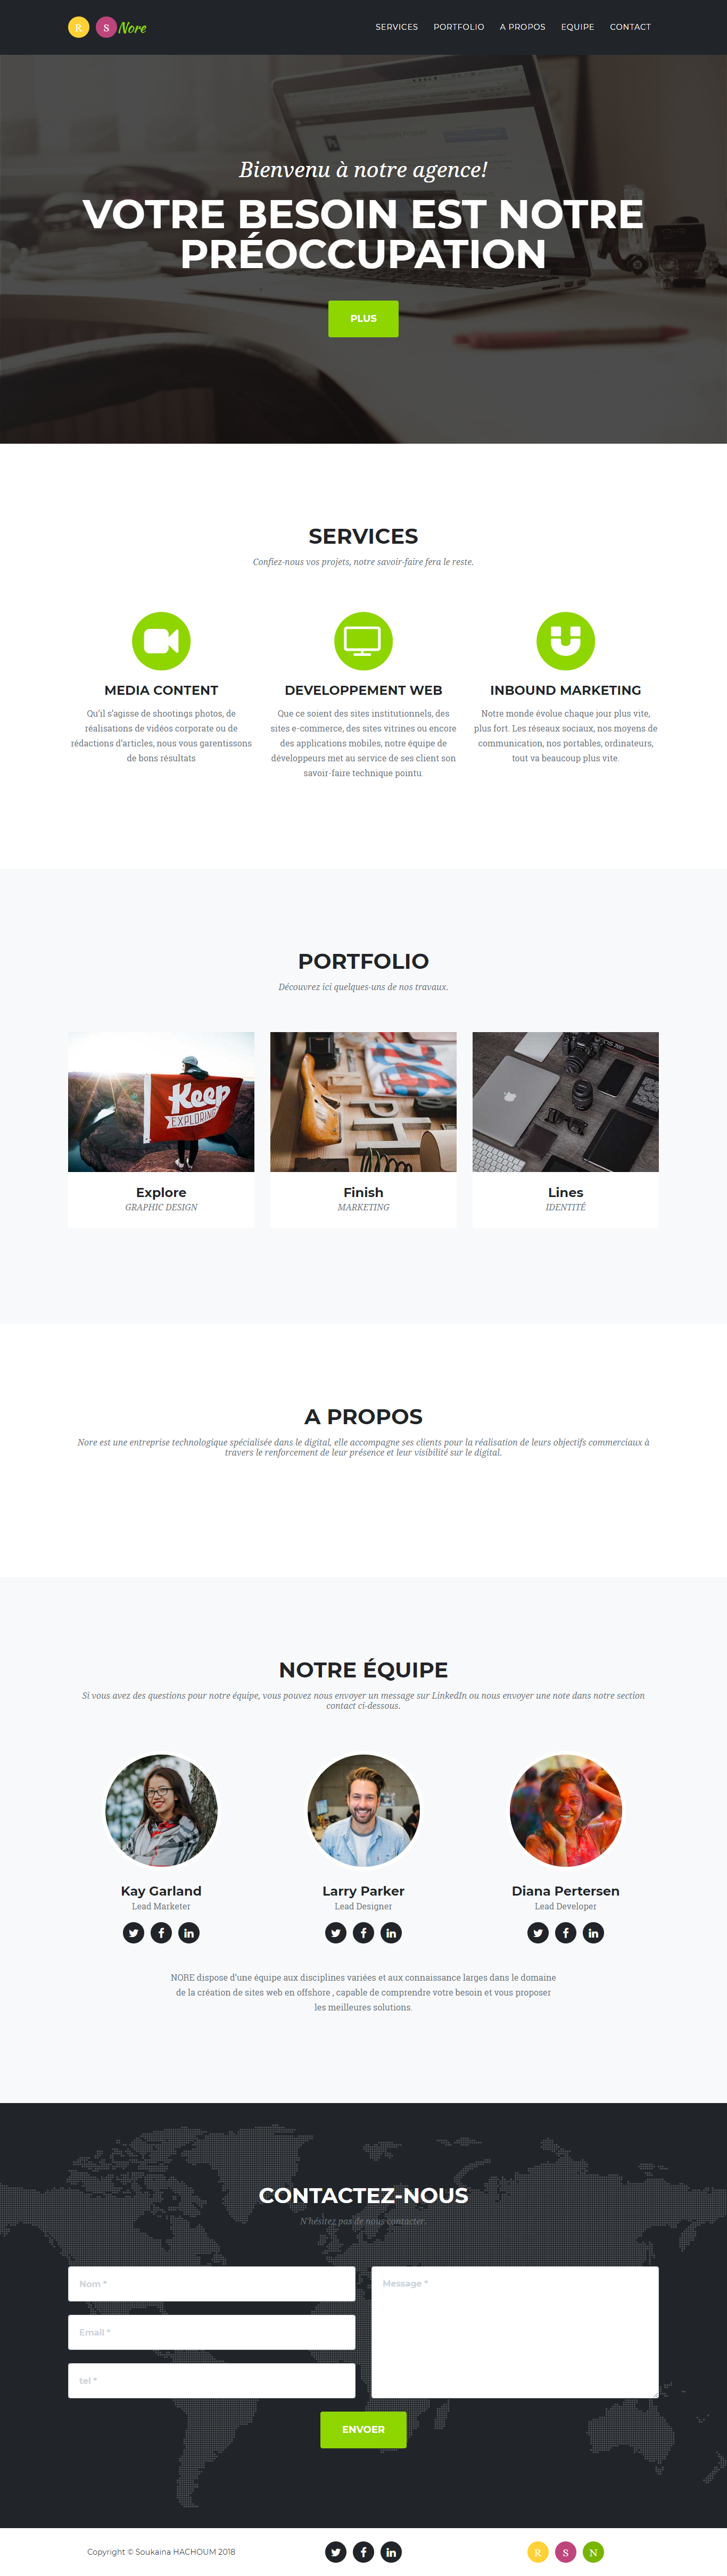 R S Nore
SERVICES PORTFOLIO A PROPOS EQUIPE CONTACT
Bienvenu à notre agence!
VOTRE BESOIN EST NOTRE
PRÉOCCUPATION
PLUS
SERVICES
Confiez-nous vos projets, notre savoir-faire fera le reste.
MEDIA CONTENT
Qu'il s'agisse de shootings photos, de
réalisations de vidéos corporate ou de
rédactions d'articles, nous vous garentissons
de bons résultats
DEVELOPPEMENT WEB
Que ce soient des sites institutionnels, des
sites e-commerce, des sites vitrines ou encore
des applications mobiles, notre équipe de
développeurs met au service de ses client son
savoir-faire technique pointu.
INBOUND MARKETING
Notre monde évolue chaque jour plus vite,
plus fort. Les réseaux sociaux, nos moyens de
communication, nos portables, ordinateurs,
tout va beaucoup plus vite.
PORTFOLIO
Découvrez ici quelques-uns de nos travaux.
Keep
EXPLORING
Explore
GRAPHIC DESIGN
Finish
MARKETING
Lines
IDENTITÉ
A PROPOS
Nore est une entreprise technologique spécialisée dans le digital, elle accompagne ses clients pour la réalisation de leurs objectifs commerciaux à
travers le renforcement de leur présence et leur visibilité sur le digital.
NOTRE ÉQUIPE
Si vous avez des questions pour notre équipe, vous pouvez nous envoyer un message sur LinkedIn ou nous envoyer une note dans notre section
contact ci-dessous.
Kay Garland
Lead Marketer
Larry Parker
Lead Designer
Diana Pertersen
Lead Developer
NORE dispose d'une équipe aux disciplines variées et aux connaissance larges dans le domaine
de la création de sites web en offshore , capable de comprendre votre besoin et vous proposer
les meilleures solutions.
CONTACTEZ-NOUS
N'hésitez pas de nous contacter.
Nom *
Email *
tel *
Message *
ENVOER
Copyright © Soukaina HACHOUM 2018
R S N